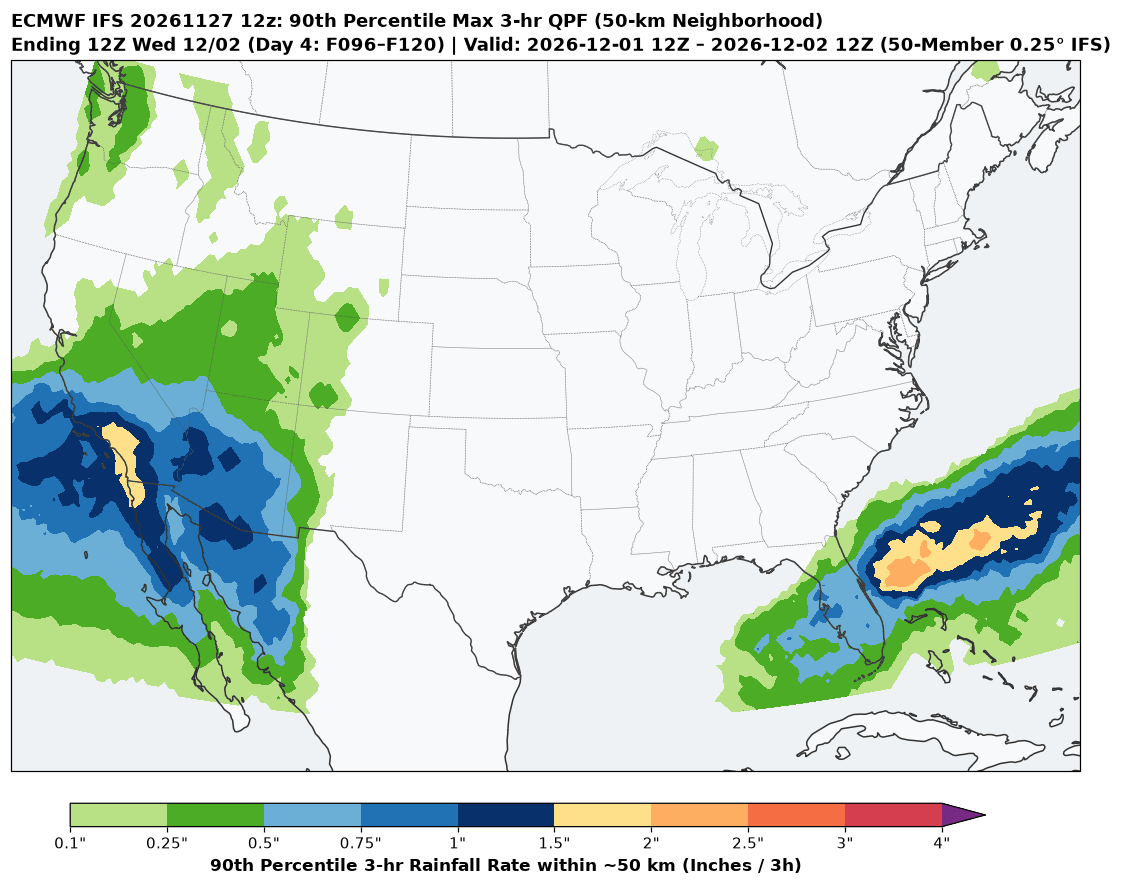 ECMWF IFS 20261127 12z: 90th Percentile Max 3-hr QPF (50-km Neighborhood)
Ending 12Z Wed 12/02 (Day 4: F096–F120) | Valid: 2026-12-01 12Z – 2026-12-02 12Z (50-Member 0.25° IFS)
0.1" 0.25" 0.5" 0.75" 1" 1.5" 2" 2.5" 3" 4"
90th Percentile 3-hr Rainfall Rate within ~50 km (Inches / 3h)